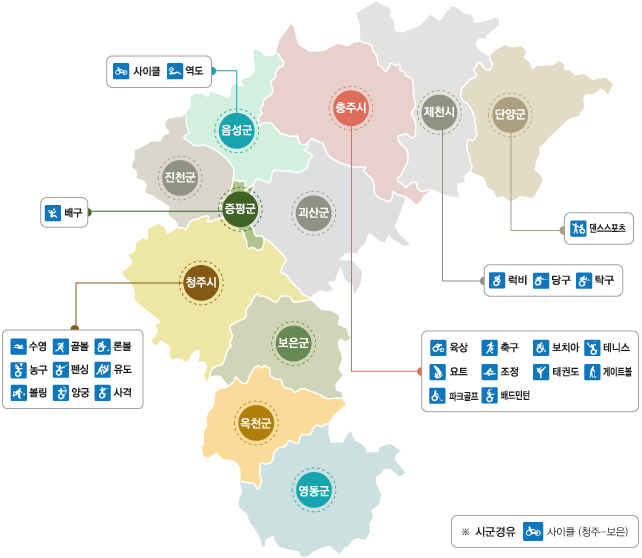 사이클 역도
음성군
충주시
제천시
단양군
진천군
증평군
괴산군
배구
댄스스포츠
청주시
럭비 당구 탁구
보은군
수영 골볼 론볼
농구 펜싱 유도
볼링 양궁 사격
육상 축구 보치아 테니스
요트 조정 태권도 게이트볼
파크골프 배드민턴
옥천군
영동군
※ 시군경유 사이클 (청주-보은)